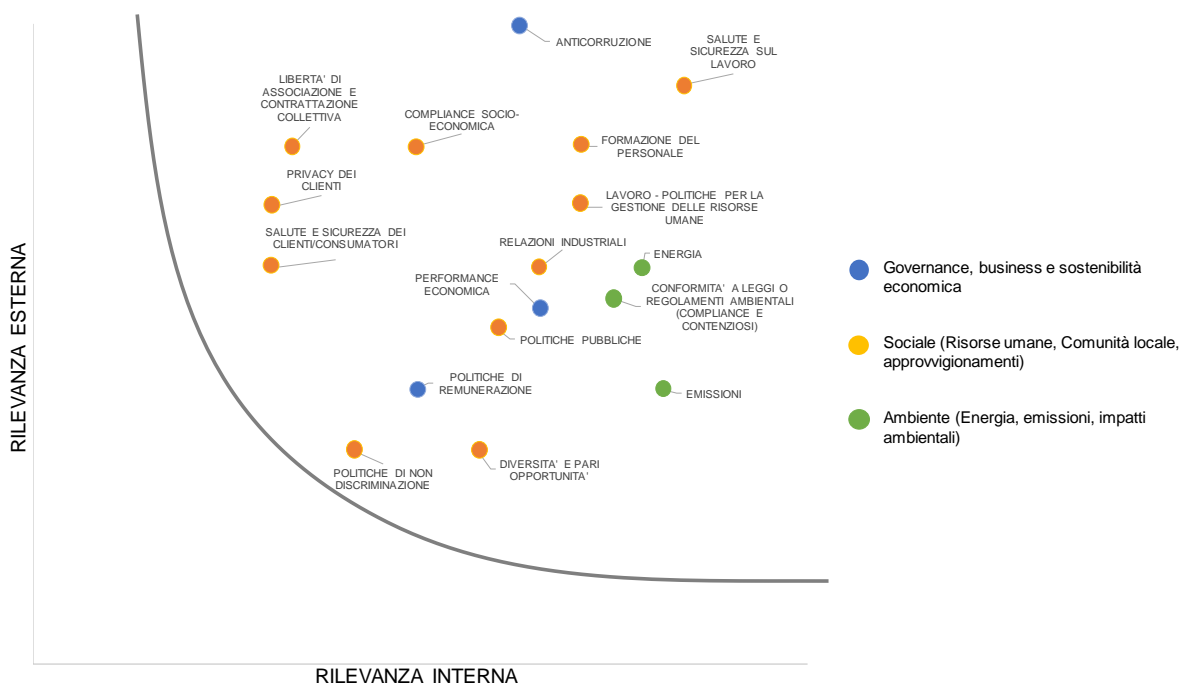 ANTICORRUZIONE
SALUTE E
SICUREZZA SUL
LAVORO
LIBERTA' DI
ASSOCIAZIONE E
CONTRATTAZIONE
COLLETTIVA
COMPLIANCE SOCIO-
ECONOMICA
FORMAZIONE DEL
PERSONALE
PRIVACY DEI
CLIENTI
LAVORO - POLITICHE PER LA
GESTIONE DELLE RISORSE
UMANE
SALUTE E SICUREZZA DEI
CLIENTI/CONSUMATORI
RELAZIONI INDUSTRIALI
ENERGIA
PERFORMANCE
ECONOMICA
CONFORMITA' A LEGGI O
REGOLAMENTI AMBIENTALI
(COMPLIANCE E
CONTENZIOSI)
POLITICHE PUBBLICHE
POLITICHE DI
REMUNERAZIONE
EMISSIONI
POLITICHE DI NON
DISCRIMINAZIONE
DIVERSITA' E PARI
OPPORTUNITA'
RILEVANZA ESTERNA
RILEVANZA INTERNA
Governance, business e sostenibilità
economica
Sociale (Risorse umane, Comunità locale,
approvvigionamenti)
Ambiente (Energia, emissioni, impatti
ambientali)